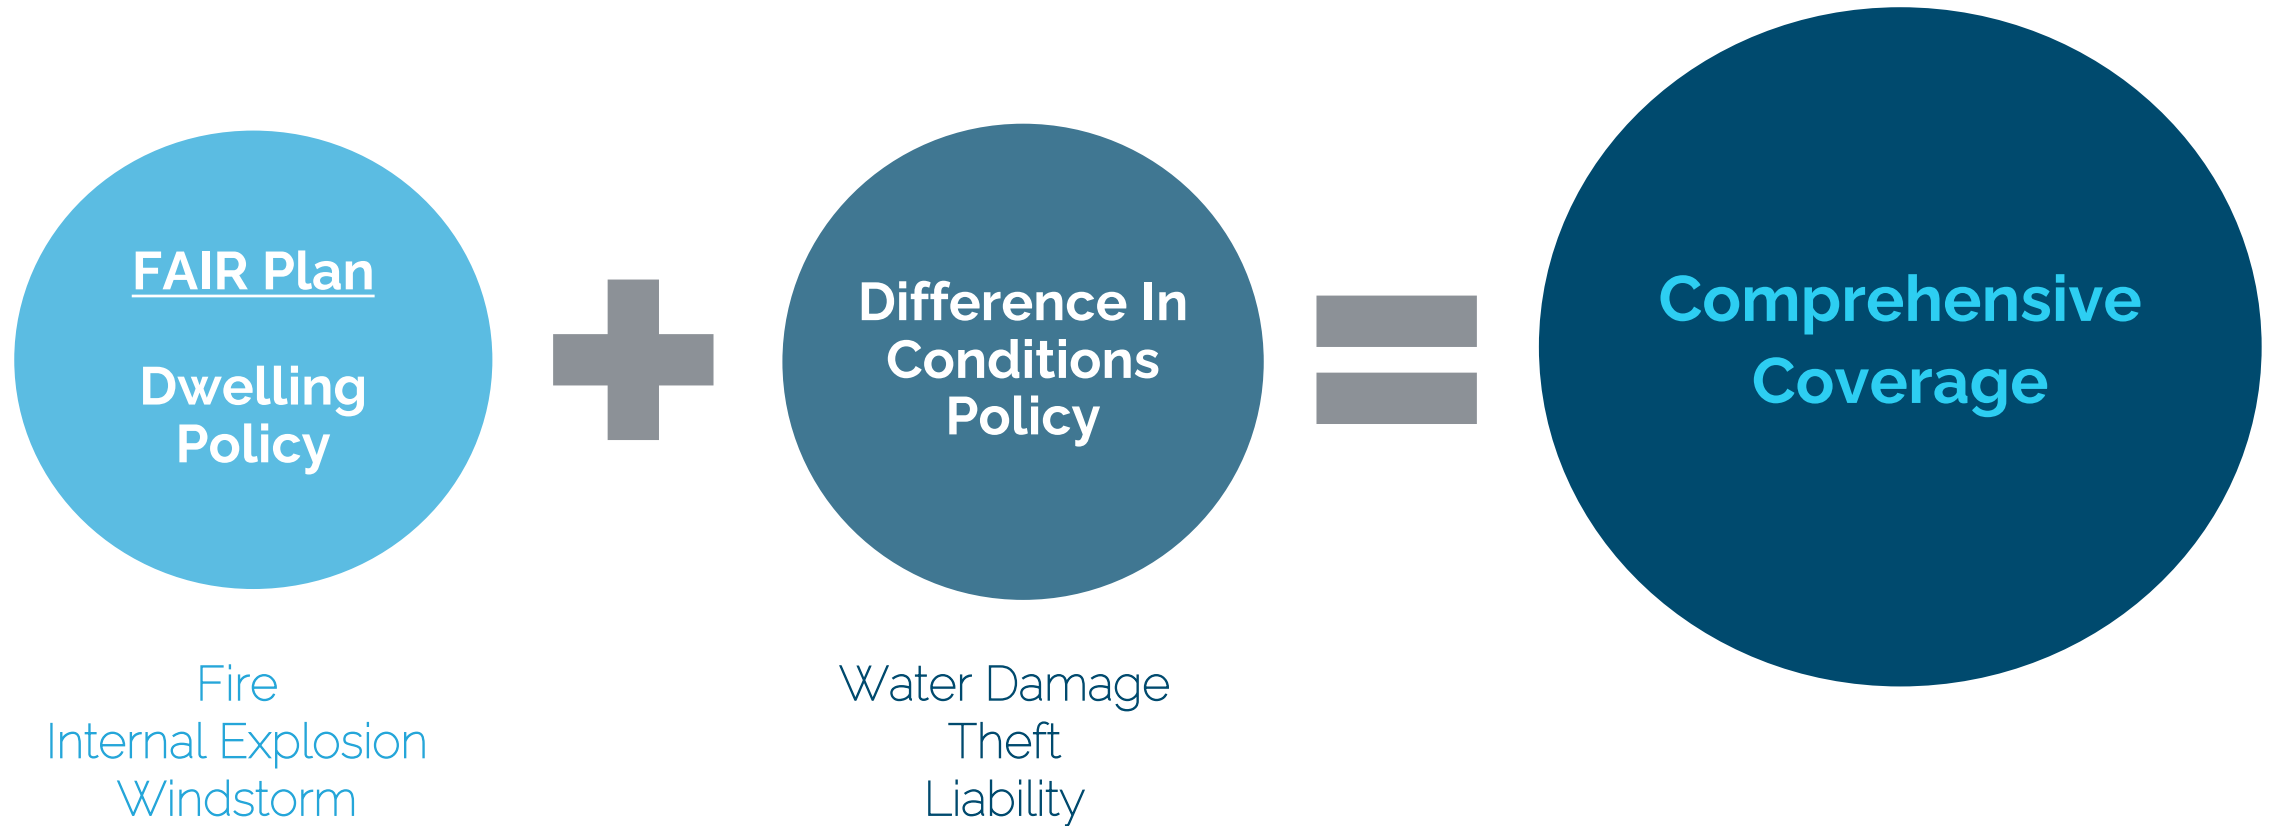 FAIR Plan
Dwelling
Policy
Fire
Internal Explosion
Windstorm
Difference In
Conditions
Policy
Water Damage
Theft
Liability
Comprehensive
Coverage